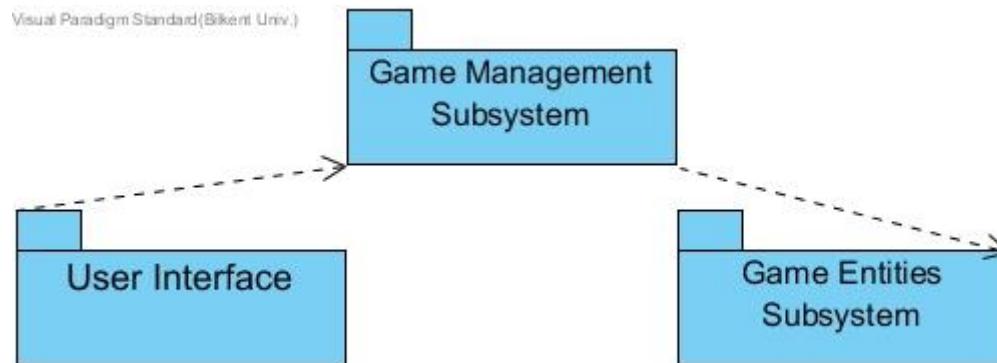 Visual Paradigm Standard(Bilkent Univ.)
Game Management
Subsystem
User Interface
Game Entities
Subsystem